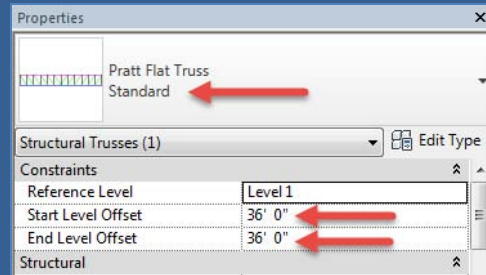 Properties
Pratt Flat Truss
Standard
Structural Trusses (1)
Edit Type
Constraints
Reference Level Level 1
Start Level Offset 36' 0"
End Level Offset 36' 0"
Structural